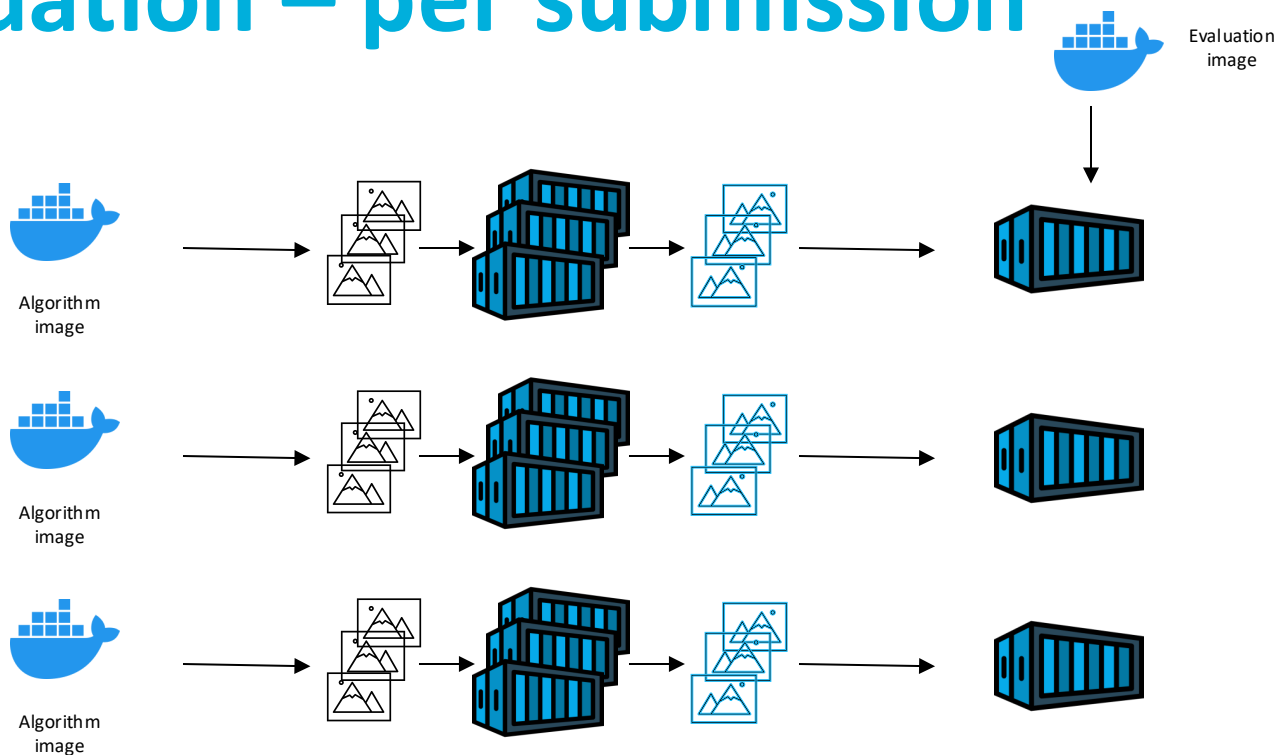 uation – per submission
Evaluation
image
Algorithm
image
Algorithm
image
Algorithm
image